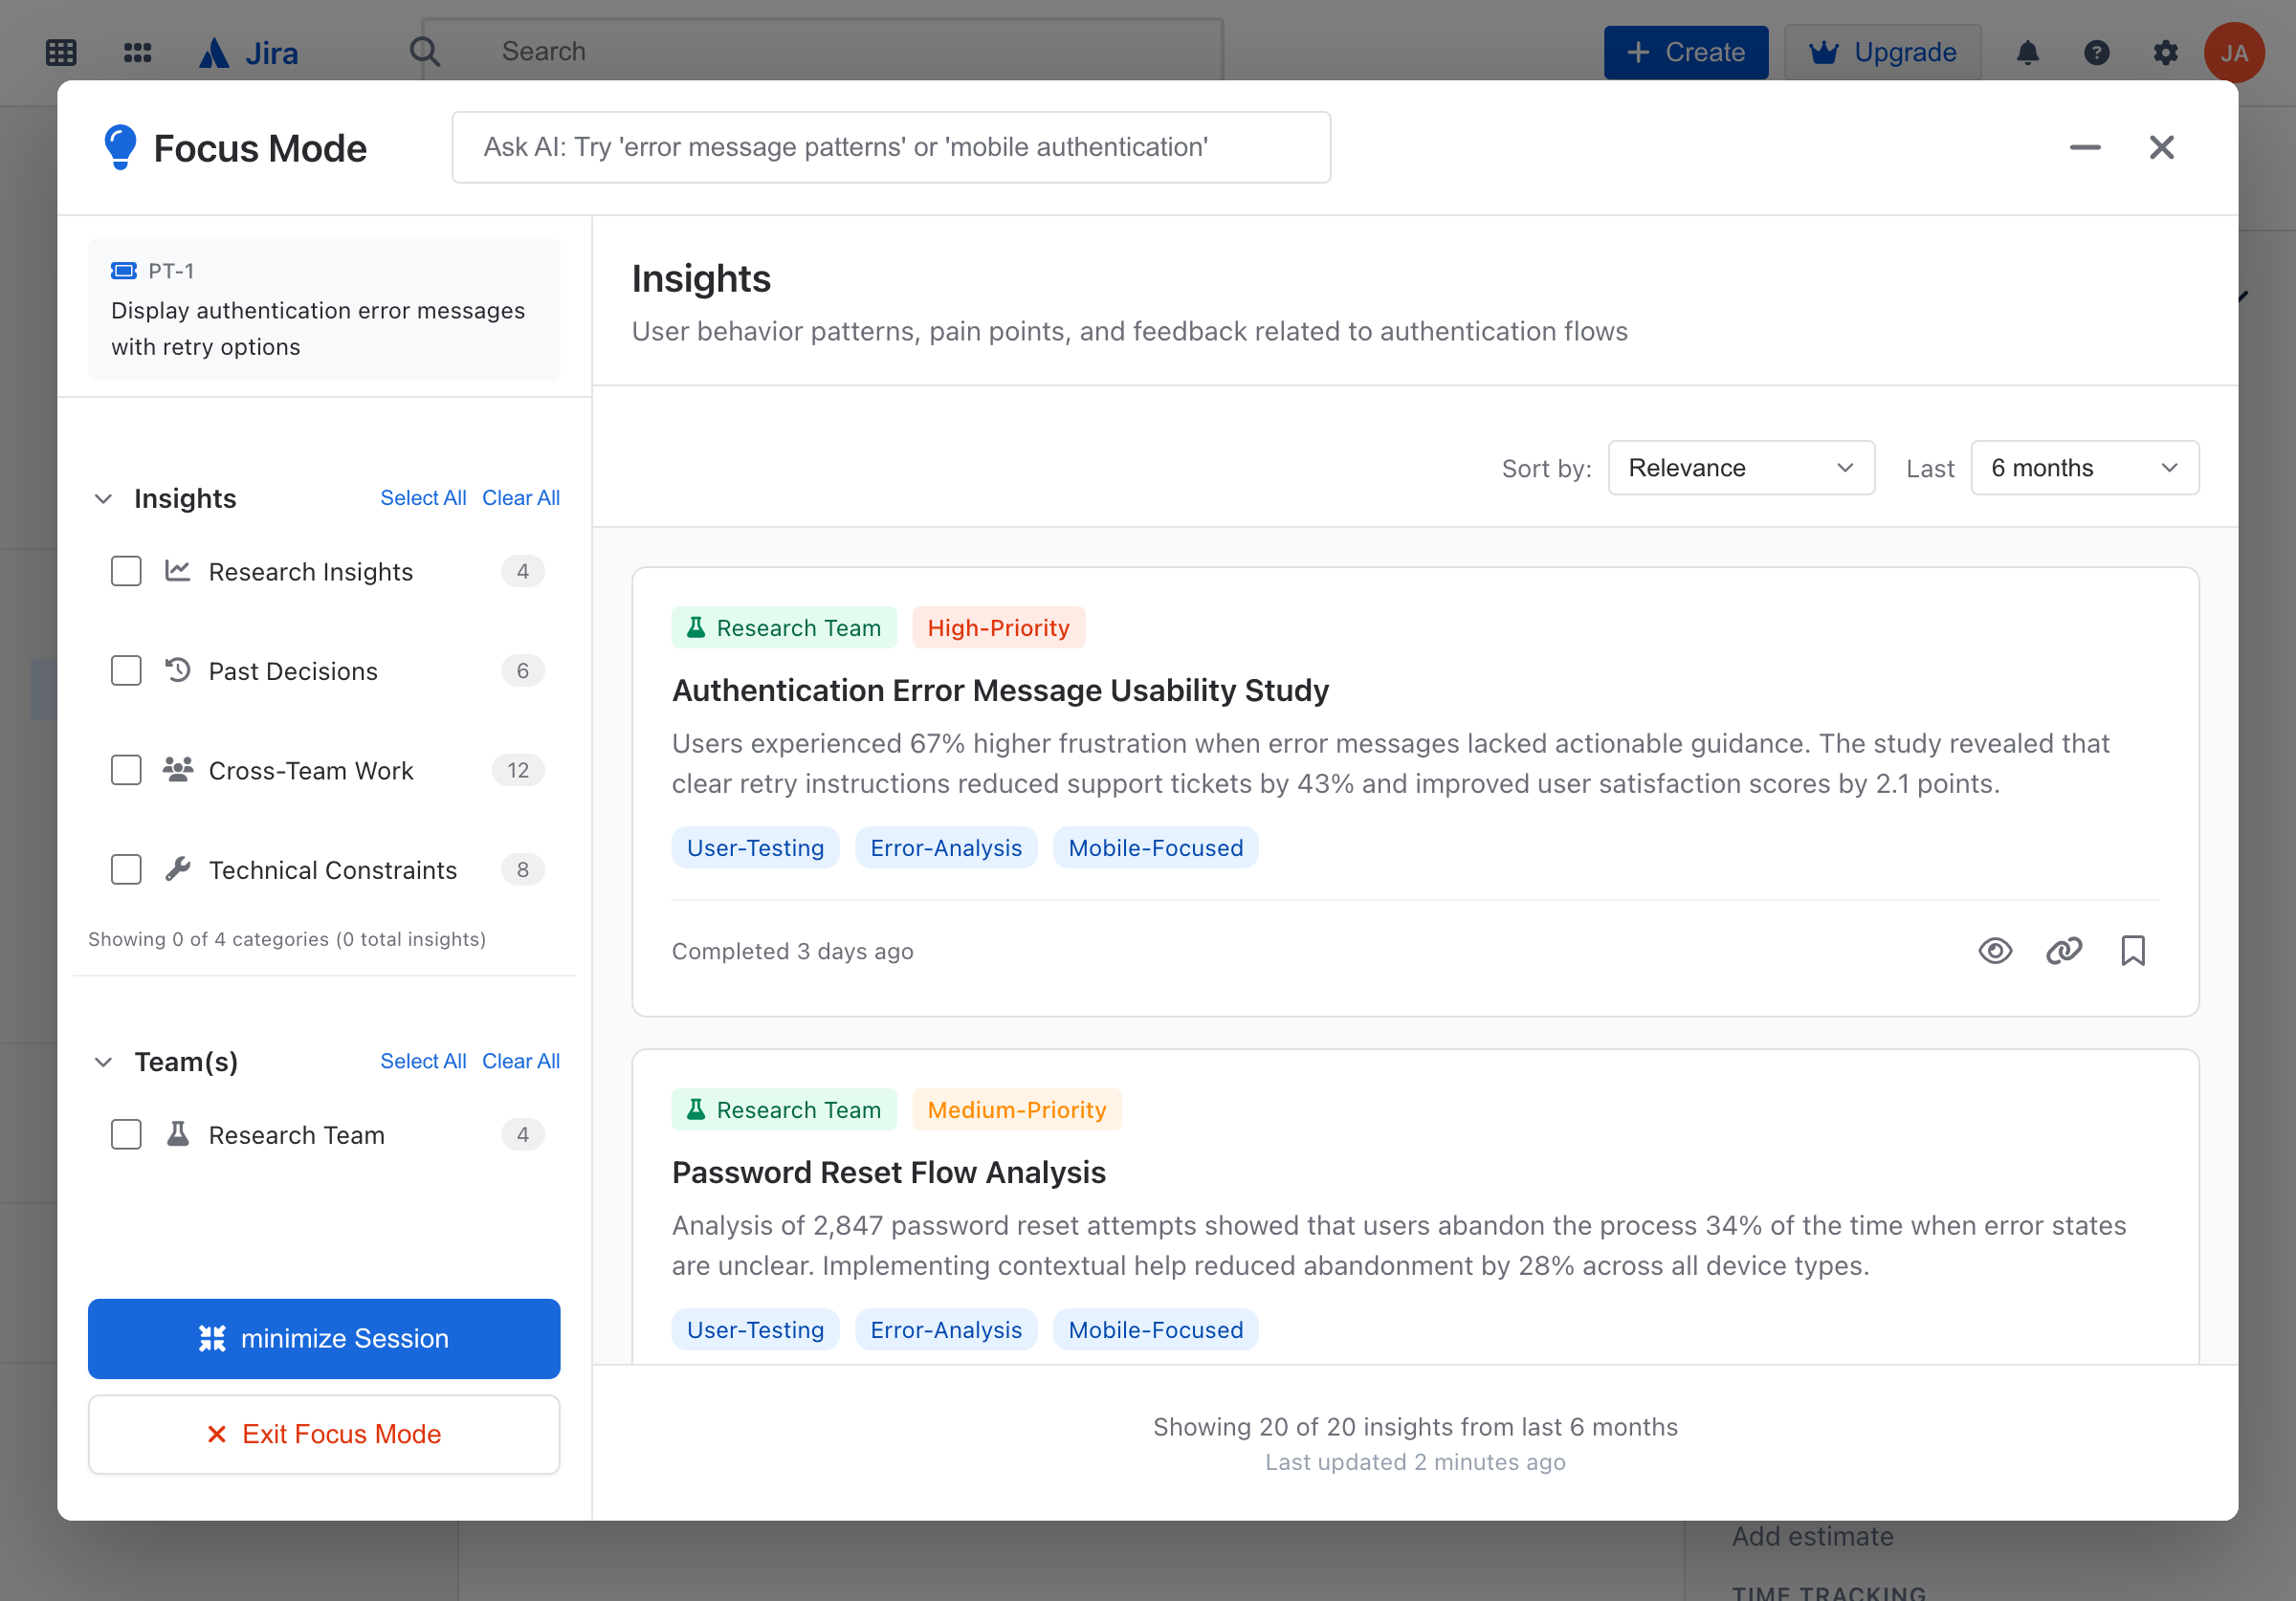 Jira
Search
Create
Upgrade
JA
Focus Mode
Ask AI: Try 'error message patterns' or 'mobile authentication'
PT-1
Display authentication error messages
with retry options
Insights
Select All
Clear All
Research Insights
4
Past Decisions
6
Cross-Team Work
12
Technical Constraints
8
Showing 0 of 4 categories (0 total insights)
Team(s)
Select All
Clear All
Research Team
4
minimize Session
Exit Focus Mode
Insights
User behavior patterns, pain points, and feedback related to authentication flows
Sort by:
Relevance
Last
6 months
Research Team
High-Priority
Authentication Error Message Usability Study
Users experienced 67% higher frustration when error messages lacked actionable guidance. The study revealed that
clear retry instructions reduced support tickets by 43% and improved user satisfaction scores by 2.1 points.
User-Testing
Error-Analysis
Mobile-Focused
Completed 3 days ago
Research Team
Medium-Priority
Password Reset Flow Analysis
Analysis of 2,847 password reset attempts showed that users abandon the process 34% of the time when error states
are unclear. Implementing contextual help reduced abandonment by 28% across all device types.
User-Testing
Error-Analysis
Mobile-Focused
Showing 20 of 20 insights from last 6 months
Last updated 2 minutes ago
Add estimate
TIME TRACKING